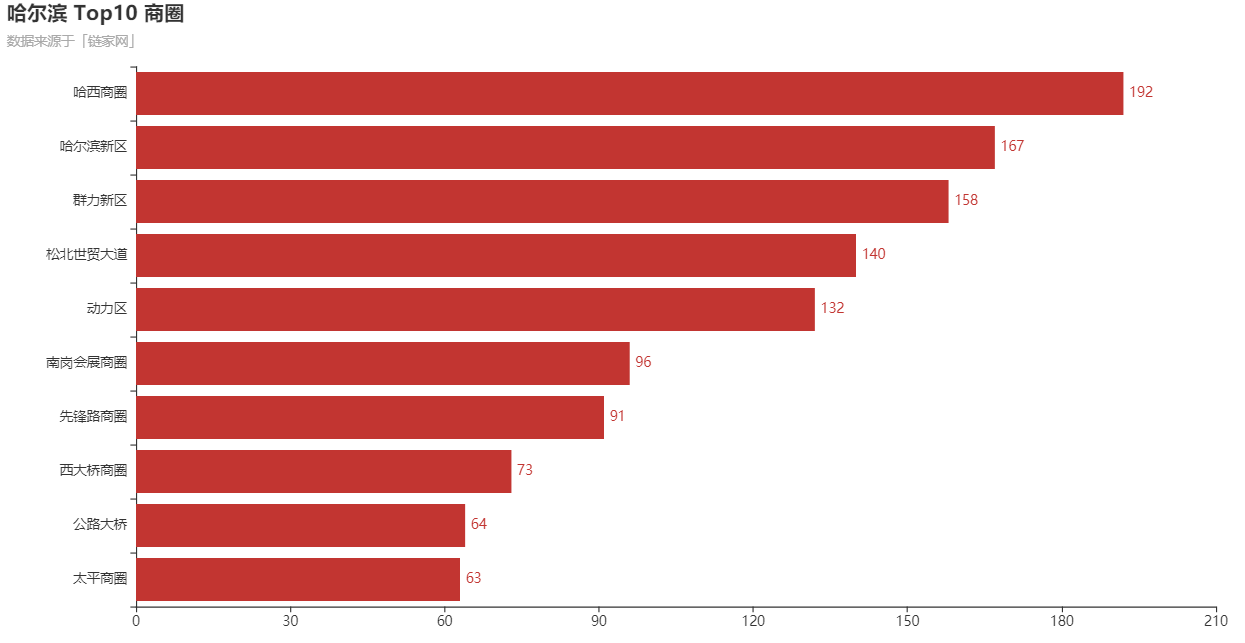 哈尔滨 Top10 商圈
数据来源于「链家网」
哈西商圈 192
哈尔滨新区 167
群力新区 158
松北世贸大道 140
动力区 132
南岗会展商圈 96
先锋路商圈 91
西大桥商圈 73
公路大桥 64
太平商圈 63
0 30 60 90 120 150 180 210